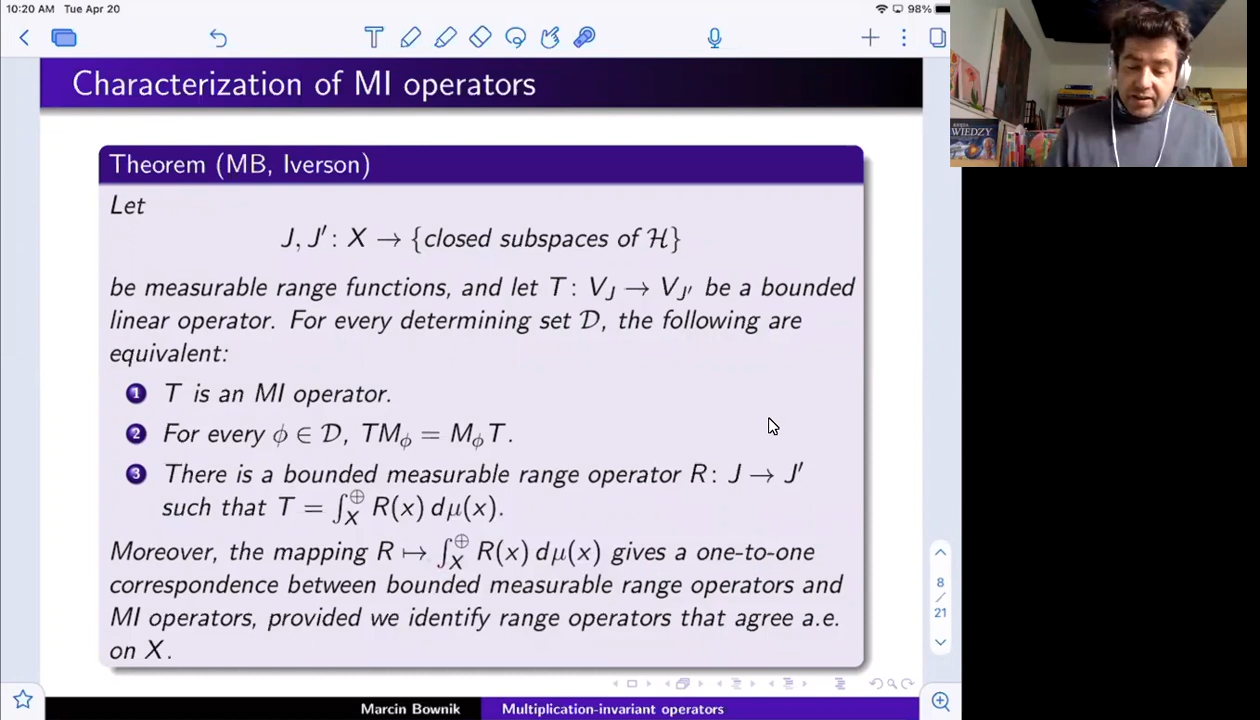 10:20 AM Tue Apr 20
98%
Characterization of MI operators
Theorem (MB, Iverson)
Let
J, J′ : X → {closed subspaces of ℋ}
be measurable range functions, and let T : V_J → V_J′ be a bounded
linear operator. For every determining set 𝒟, the following are
equivalent:
1 T is an MI operator.
2 For every ϕ ∈ 𝒟, TM_ϕ = M_ϕ T.
3 There is a bounded measurable range operator R : J → J′
such that T = ∫_X^⊕ R(x) dμ(x).
Moreover, the mapping R ↦ ∫_X^⊕ R(x) dμ(x) gives a one-to-one
correspondence between bounded measurable range operators and
MI operators, provided we identify range operators that agree a.e.
on X.
8
/
21
Marcin Bownik
Multiplication-invariant operators
WIEDZY